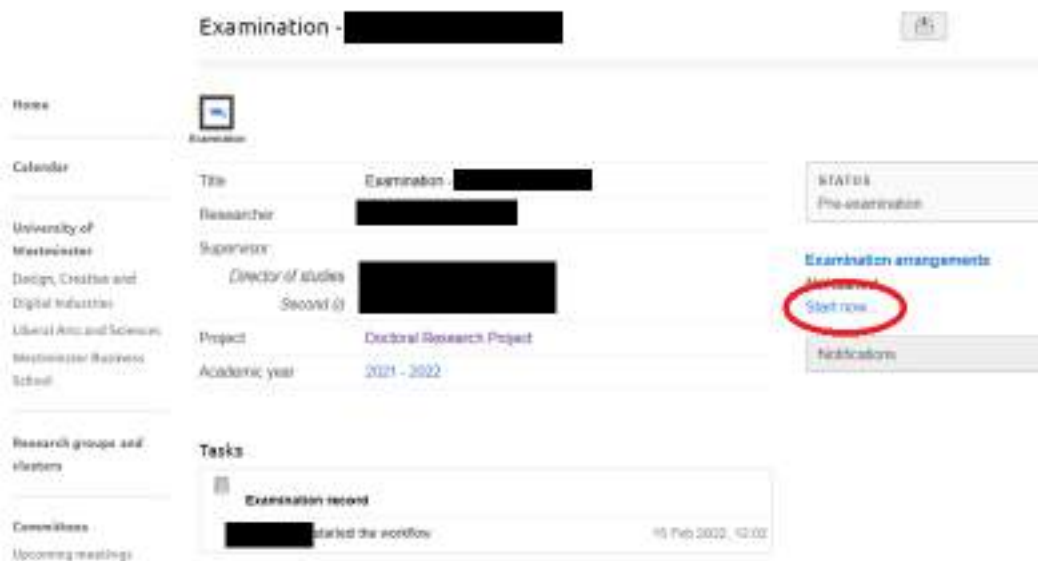 Examination -
Home
Examination
Calendar
Title Examination -
STATUS
Pre-examination
Researcher
University of
Westminster
Supervisor
Director of studies
Second (i)
Examination arrangements
Start now
Design, Creative and
Digital Industries
Liberal Arts and Sciences
Westminster Business
School
Project Doctoral Research Project
Notifications
Academic year 2021 - 2022
Research groups and
clusters
Tasks
Examination record
started the workflow 15 Feb 2022, 12:02
Committees
Upcoming meetings